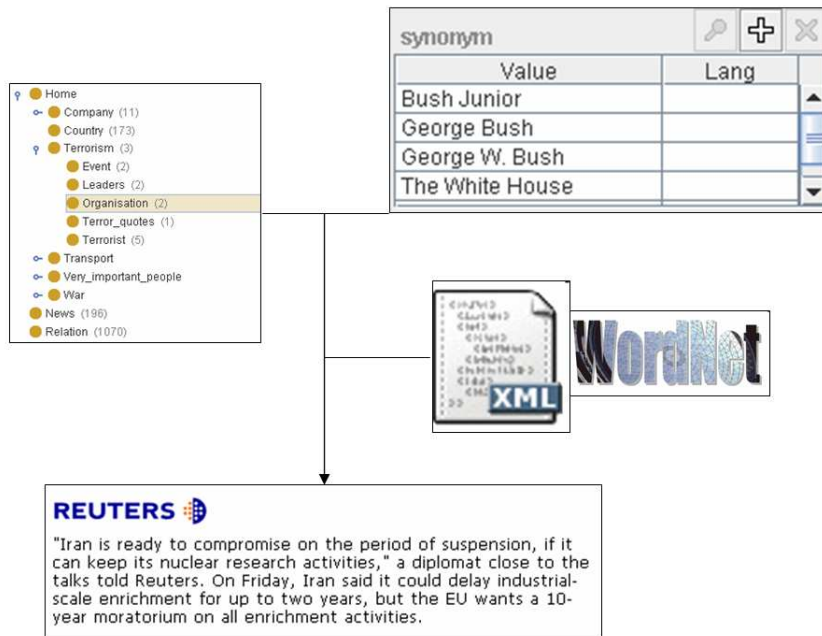 synonym
Value Lang
Bush Junior
George Bush
George W. Bush
The White House
Home
Company (11)
Country (173)
Terrorism (3)
Event (2)
Leaders (2)
Organisation (2)
Terror_quotes (1)
Terrorist (5)
Transport
Very_important_people
War
News (196)
Relation (1070)
XML
WordNet
REUTERS
"Iran is ready to compromise on the period of suspension, if it
can keep its nuclear research activities," a diplomat close to the
talks told Reuters. On Friday, Iran said it could delay industrial-
scale enrichment for up to two years, but the EU wants a 10-
year moratorium on all enrichment activities.